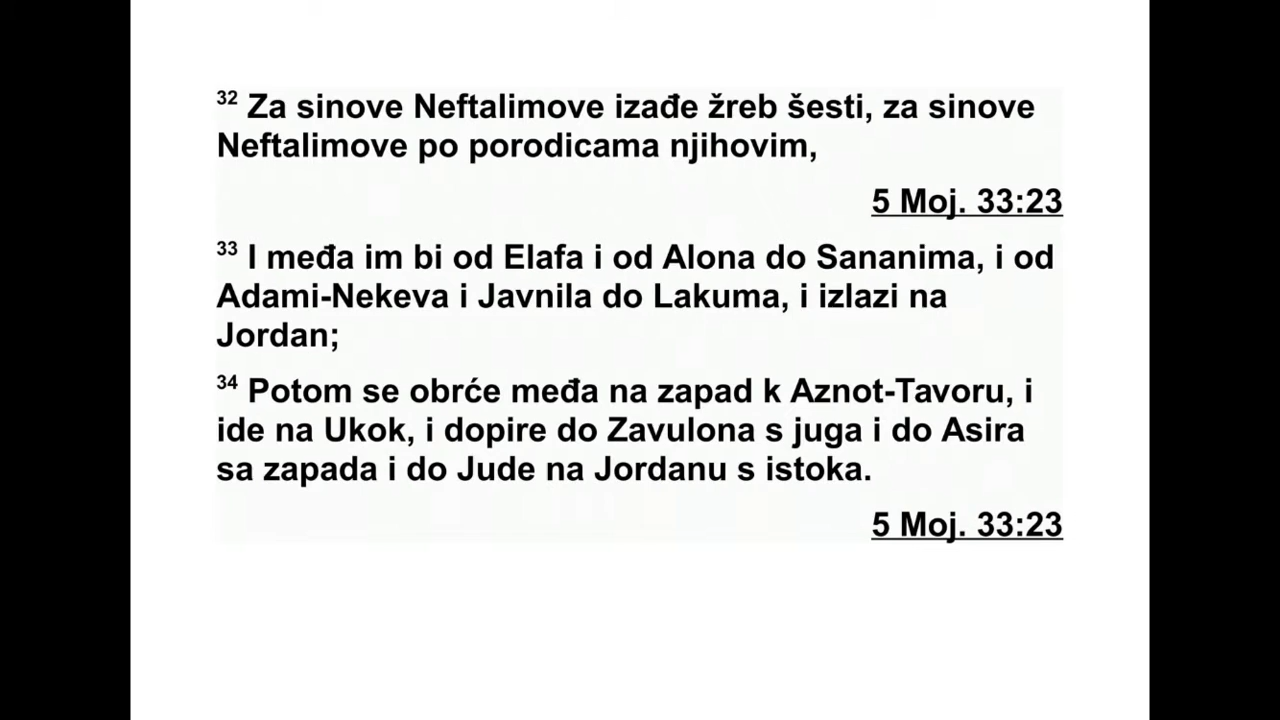 32 Za sinove Neftalimove izađe žreb šesti, za sinove
Neftalimove po porodicama njihovim,
5 Moj. 33:23
33 I međa im bi od Elafa i od Alona do Sananima, i od
Adami-Nekeva i Javnila do Lakuma, i izlazi na
Jordan;
34 Potom se obrće međa na zapad k Aznot-Tavoru, i
ide na Ukok, i dopire do Zavulona s juga i do Asira
sa zapada i do Jude na Jordanu s istoka.
5 Moj. 33:23